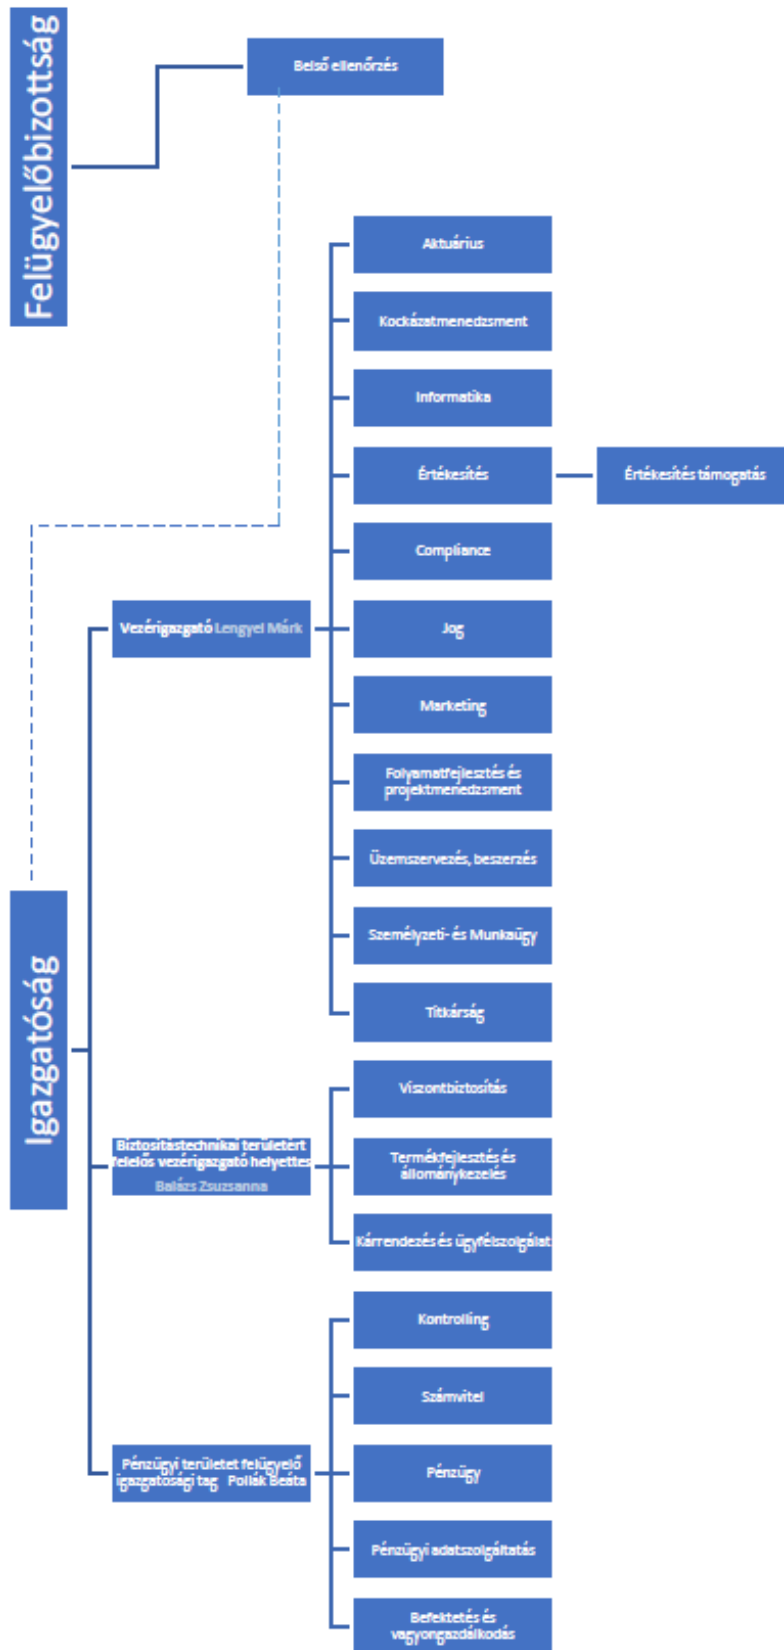 Felügyelőbizottság
Belső ellenőrzés
Aktuárius
Kockázatmenedzsment
Informatika
Értékesítés
Értékesítés támogatás
Compliance
Vezérigazgató Lengyel Márk
Jog
Marketing
Folyamatfejlesztés és
projektmenedzsment
Üzemszervezés, beszerzés
Személyzeti- és Munkaügy
Titkárság
Igazgatóság
Biztosítástechnikai területért
felelős vezérigazgató helyettes
Balázs Zsuzsanna
Viszontbiztosítás
Termékfejlesztés és
állománykezelés
Kárrendezés és ügyfélszolgálat
Pénzügyi területet felügyelő
igazgatósági tag Pollák Beáta
Kontrolling
Számvitel
Pénzügy
Pénzügyi adatszolgáltatás
Befektetés és
vagyongazdálkodás